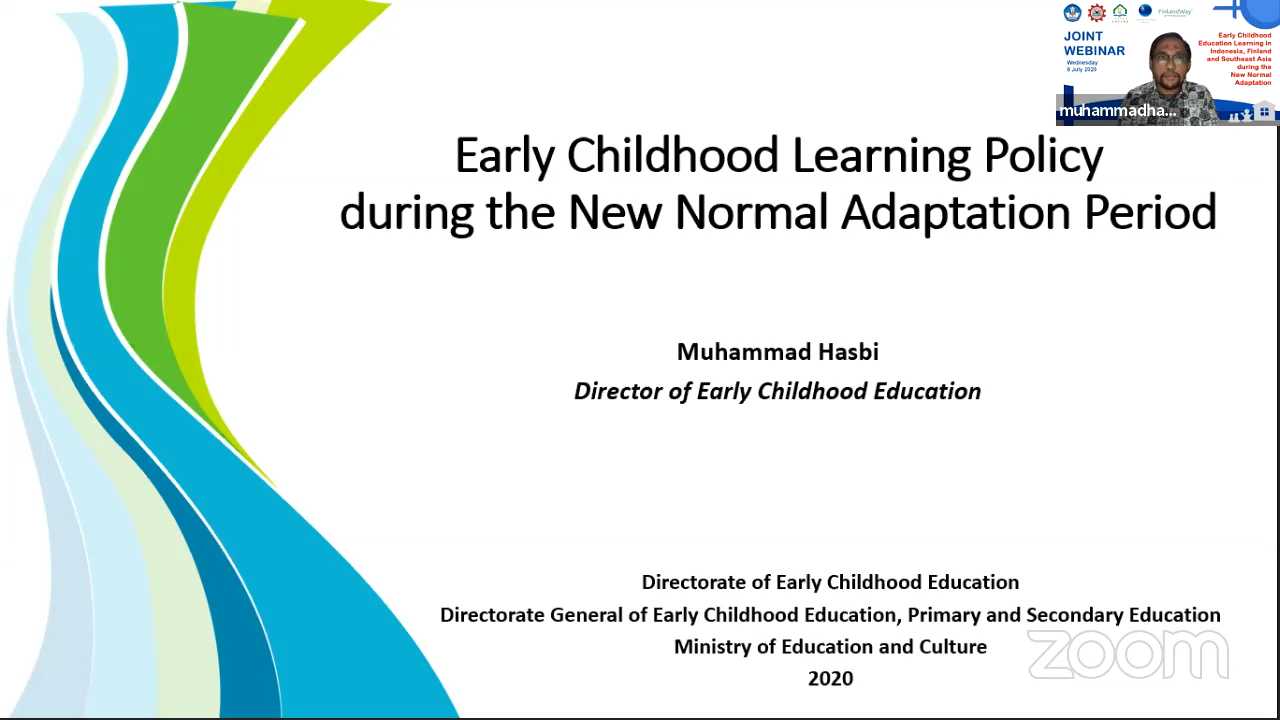 FinlandWay
JOINT
WEBINAR
Wednesday
8 July 2020
Early Childhood
Education Learning in
Indonesia, Finland
and Southeast Asia
during the
New Normal
Adaptation
muhammadha...
Early Childhood Learning Policy
during the New Normal Adaptation Period
Muhammad Hasbi
Director of Early Childhood Education
Directorate of Early Childhood Education
Directorate General of Early Childhood Education, Primary and Secondary Education
Ministry of Education and Culture
2020
zoom